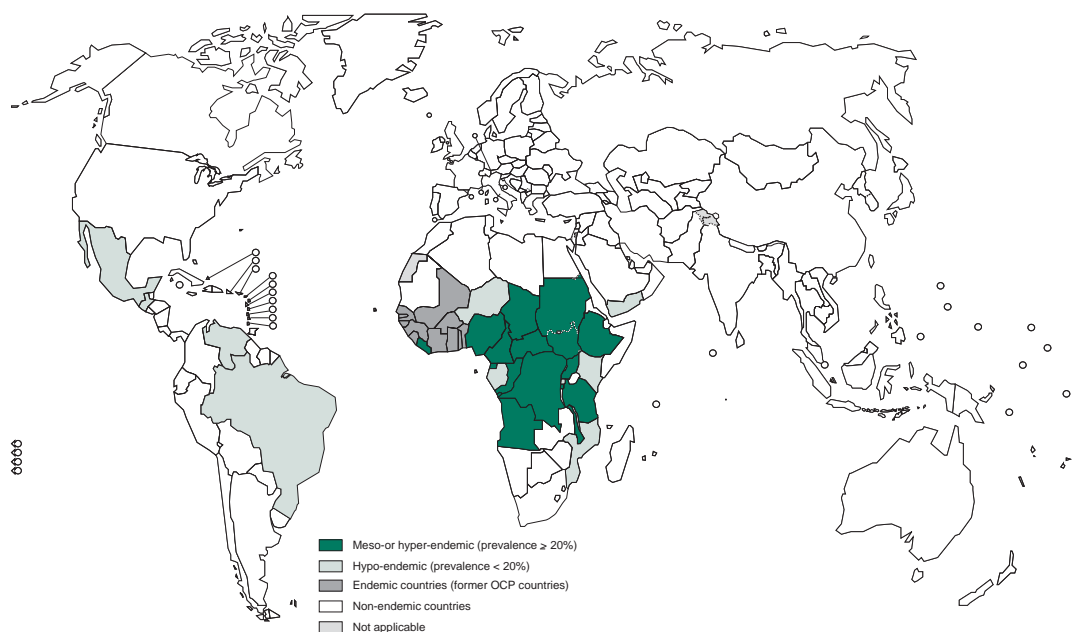 Meso-or hyper-endemic (prevalence ⩾ 20%)
Hypo-endemic (prevalence < 20%)
Endemic countries (former OCP countries)
Non-endemic countries
Not applicable